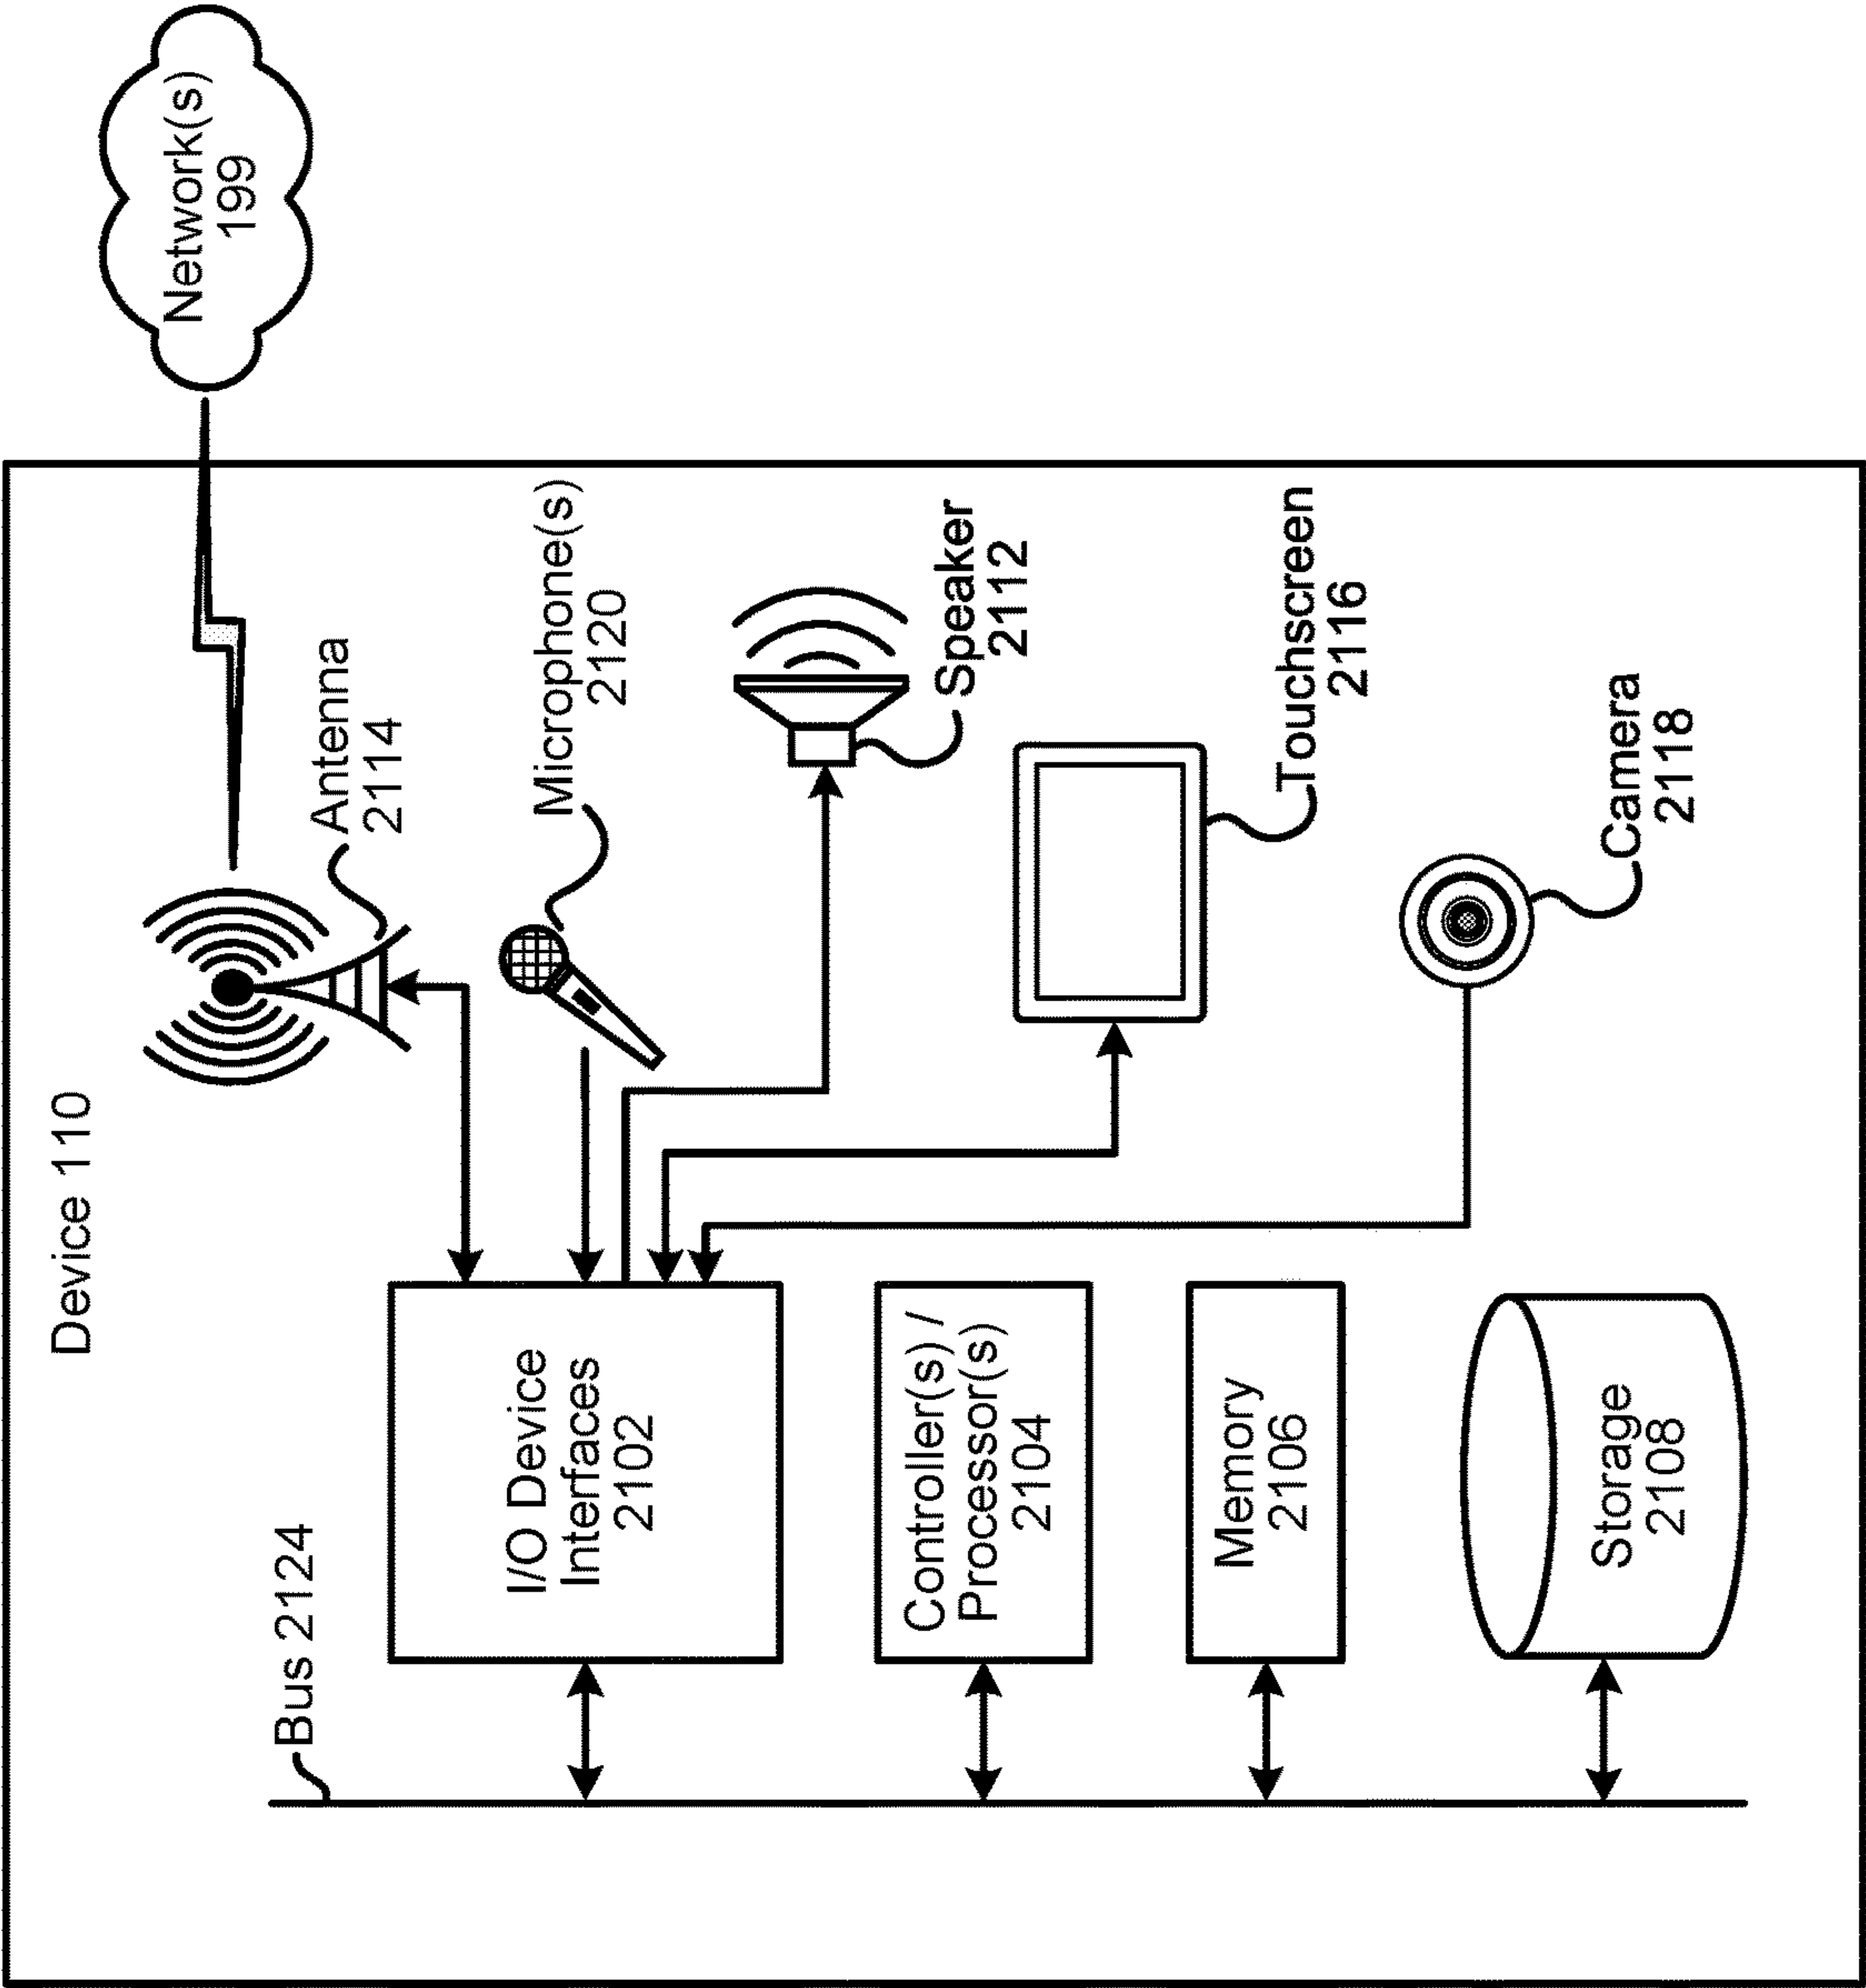 Device 110
Bus 2124
I/O Device
Interfaces
2102
Controller(s) /
Processor(s)
2104
Memory
2106
Storage
2108
Antenna
2114
Microphone(s)
2120
Speaker
2112
Touchscreen
2116
Camera
2118
Network(s)
199